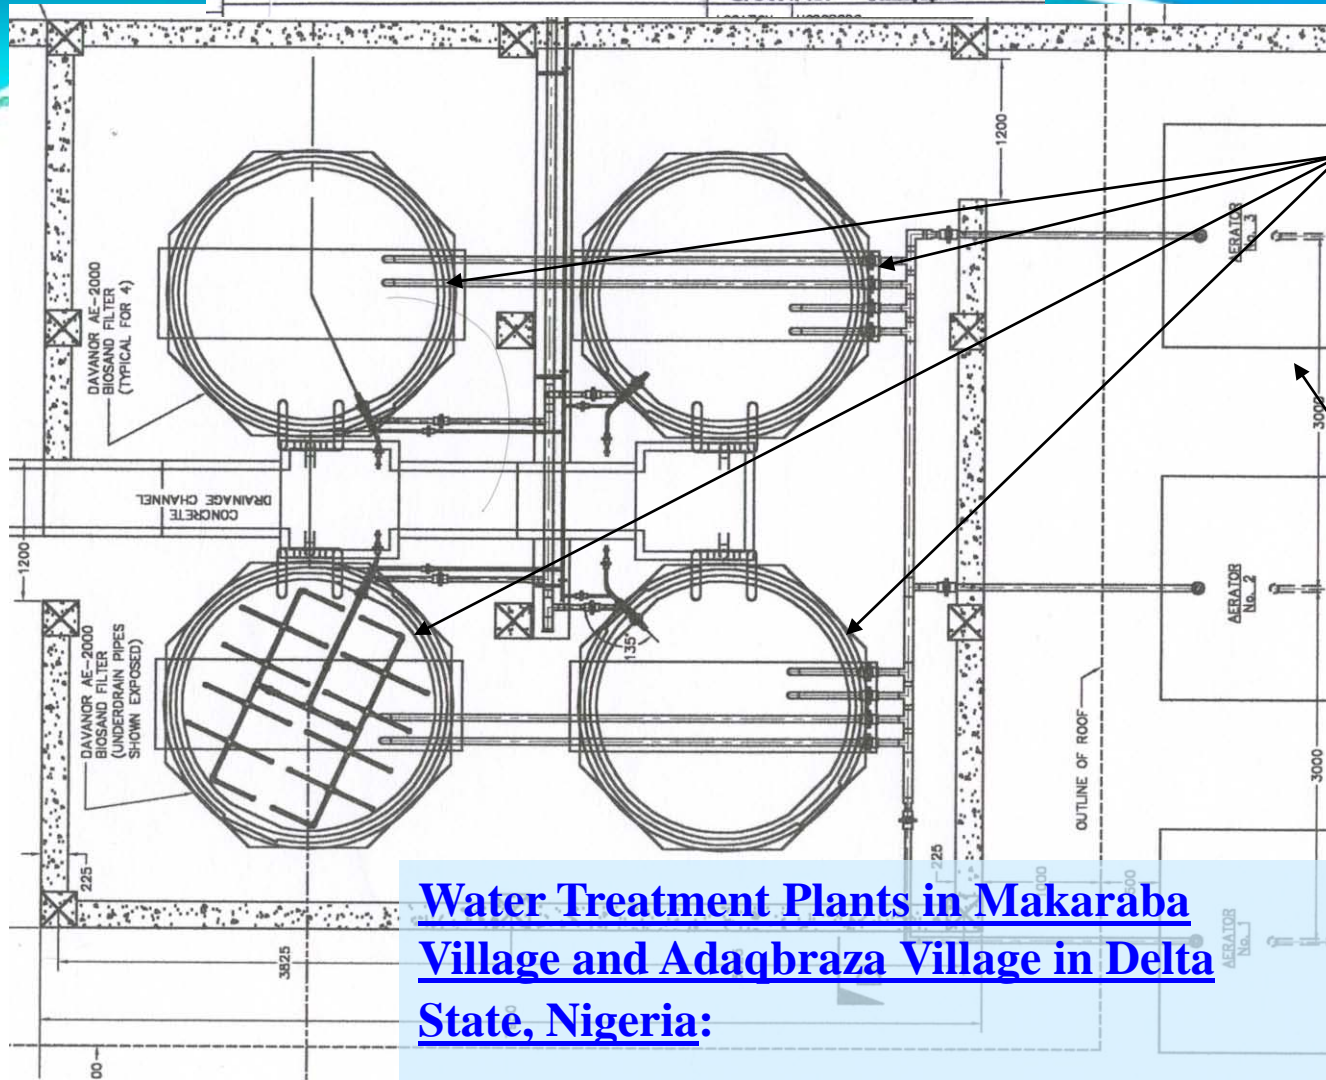 1200
AERATOR
No. 3
DAVANOR AE-2000
BIOSAND FILTER
(TYPICAL FOR 4)
3000
CONCRETE
DRAINAGE CHANNEL
1200
AERATOR
No. 2
DAVANOR AE-2000
BIOSAND FILTER
(UNDERDRAIN PIPES
SHOWN EXPOSED)
135°
OUTLINE OF ROOF
3000
225
225
AERATOR
No. 1
3825
Water Treatment Plants in Makaraba
Village and Adaqbraza Village in Delta
State, Nigeria: